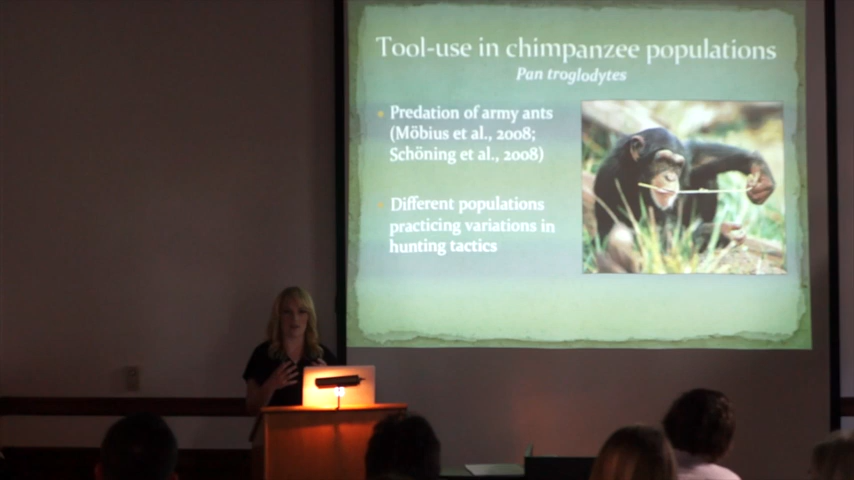 Tool-use in chimpanzee populations
Pan troglodytes
Predation of army ants
(Möbius et al., 2008;
Schöning et al., 2008)
Different populations
practicing variations in
hunting tactics